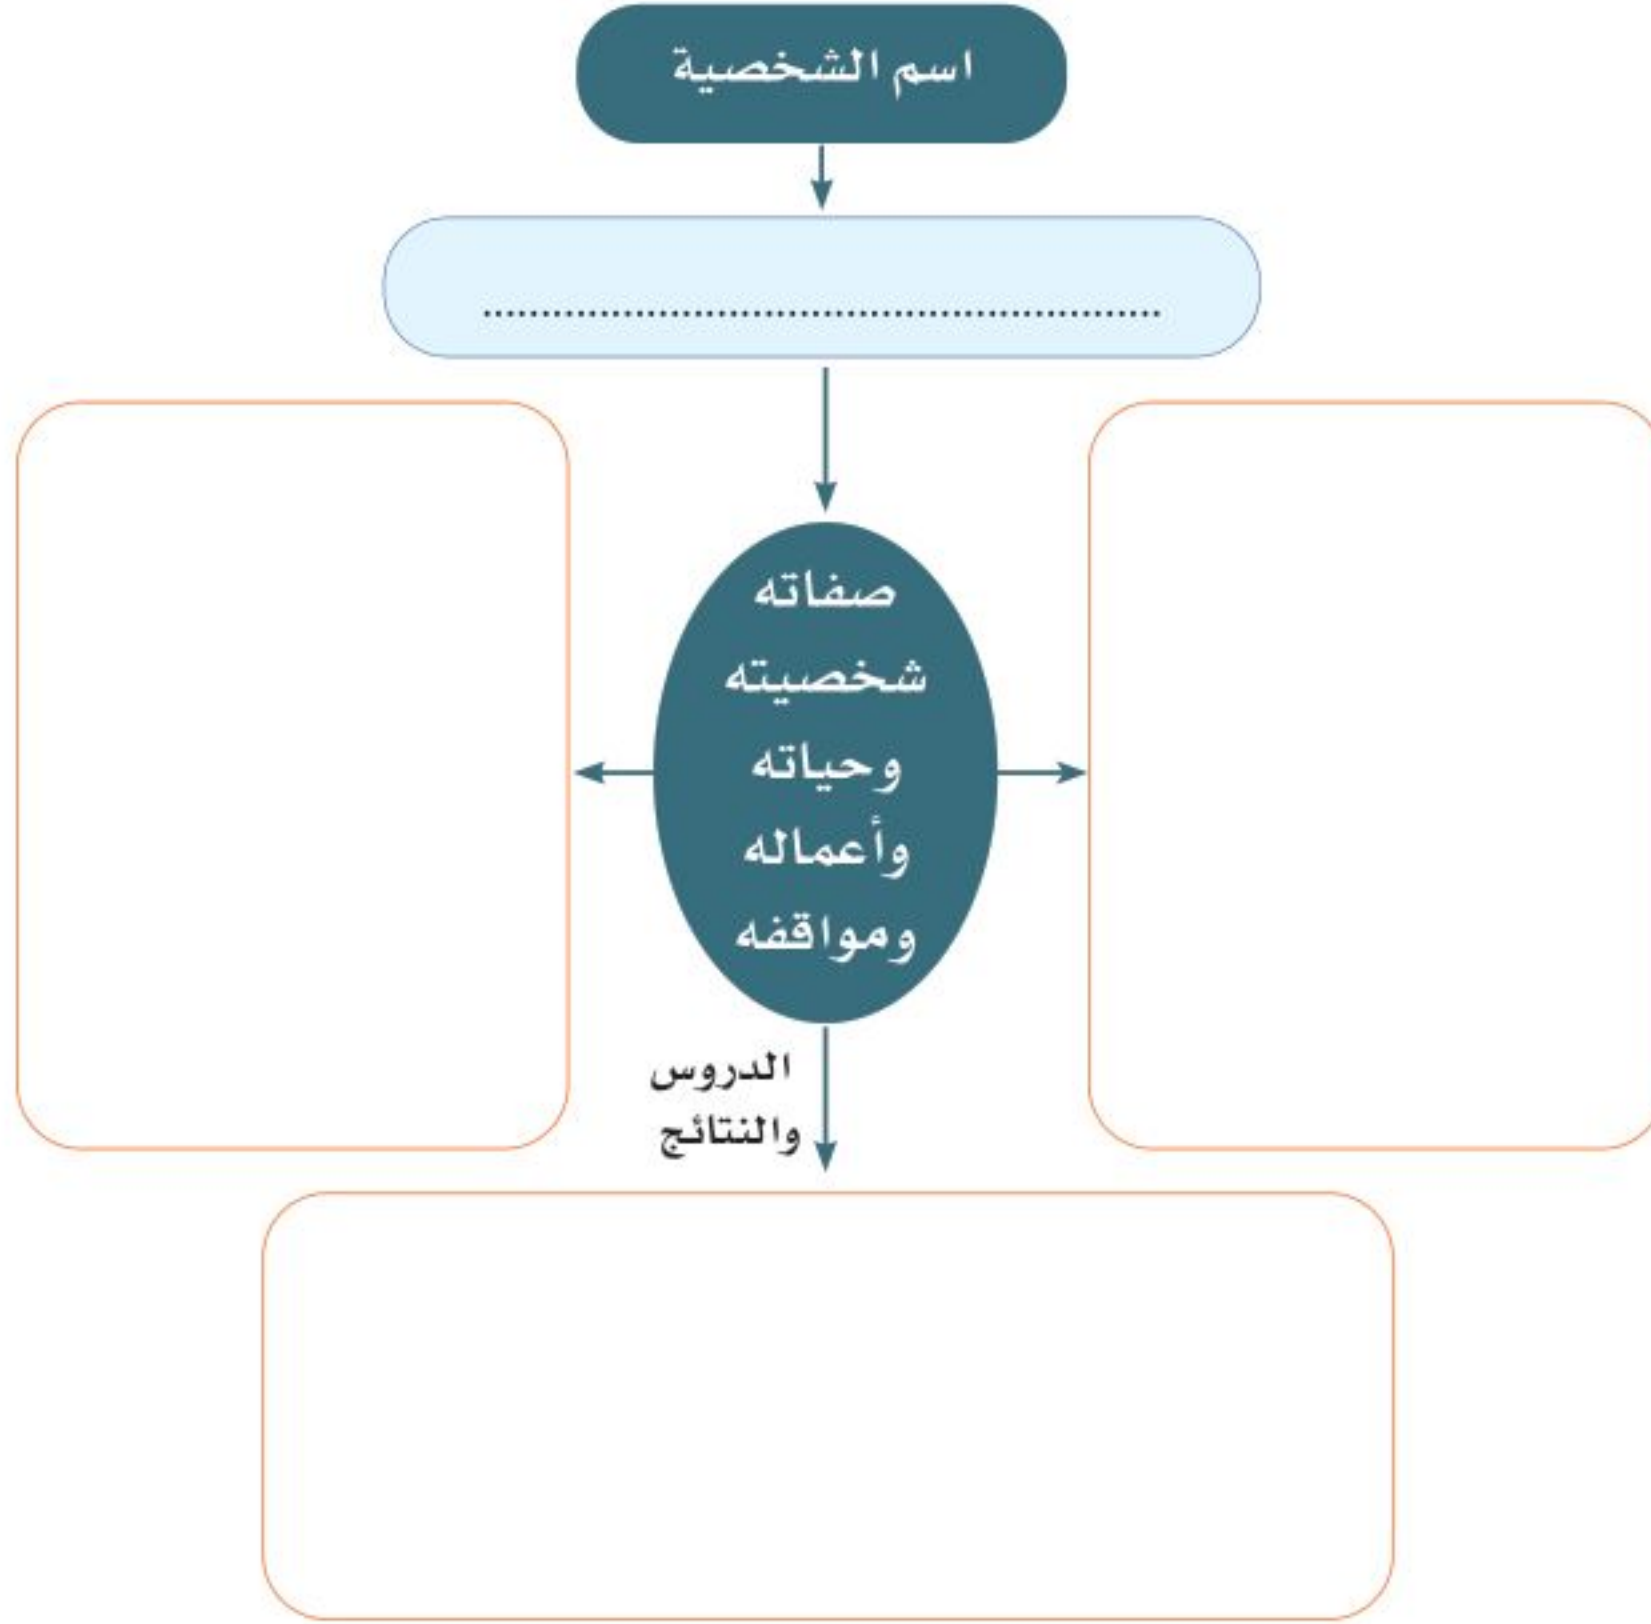 اسم الشخصية
......................................................
صفاته
شخصيته
وحياته
وأعماله
ومواقفه
الدروس
والنتائج